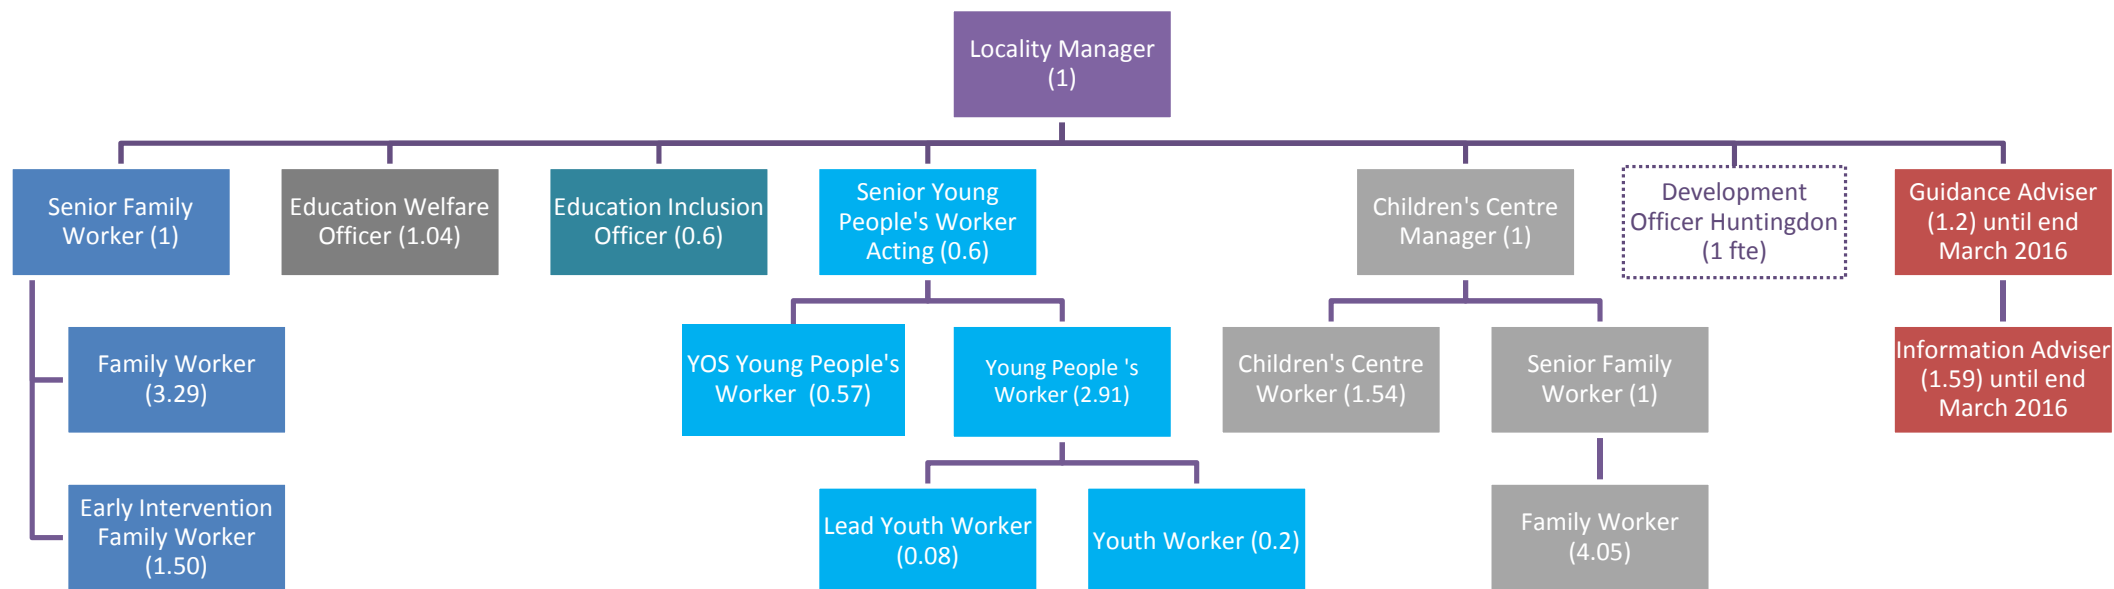 Locality Manager
(1)
Senior Family
Worker (1)
Education Welfare
Officer (1.04)
Education Inclusion
Officer (0.6)
Senior Young
People's Worker
Acting (0.6)
Children's Centre
Manager (1)
Development
Officer Huntingdon
(1 fte)
Guidance Adviser
(1.2) until end
March 2016
Family Worker
(3.29)
YOS Young People's
Worker  (0.57)
Young People 's
Worker (2.91)
Children's Centre
Worker (1.54)
Senior Family
Worker (1)
Information Adviser
(1.59) until end
March 2016
Early Intervention
Family Worker
(1.50)
Lead Youth Worker
(0.08)
Youth Worker (0.2)
Family Worker
(4.05)